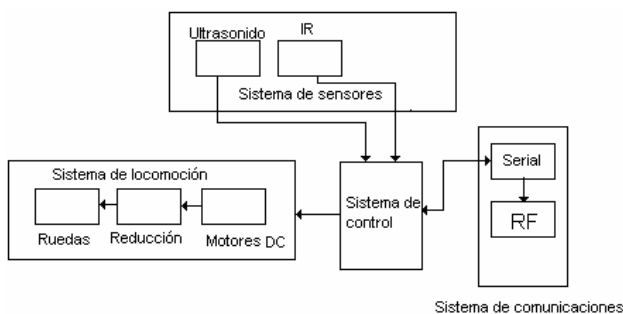 Ultrasonido
IR
Sistema de sensores
Sistema de locomoción
Ruedas
Reducción
Motores DC
Sistema de
control
Serial
RF
Sistema de comunicaciones